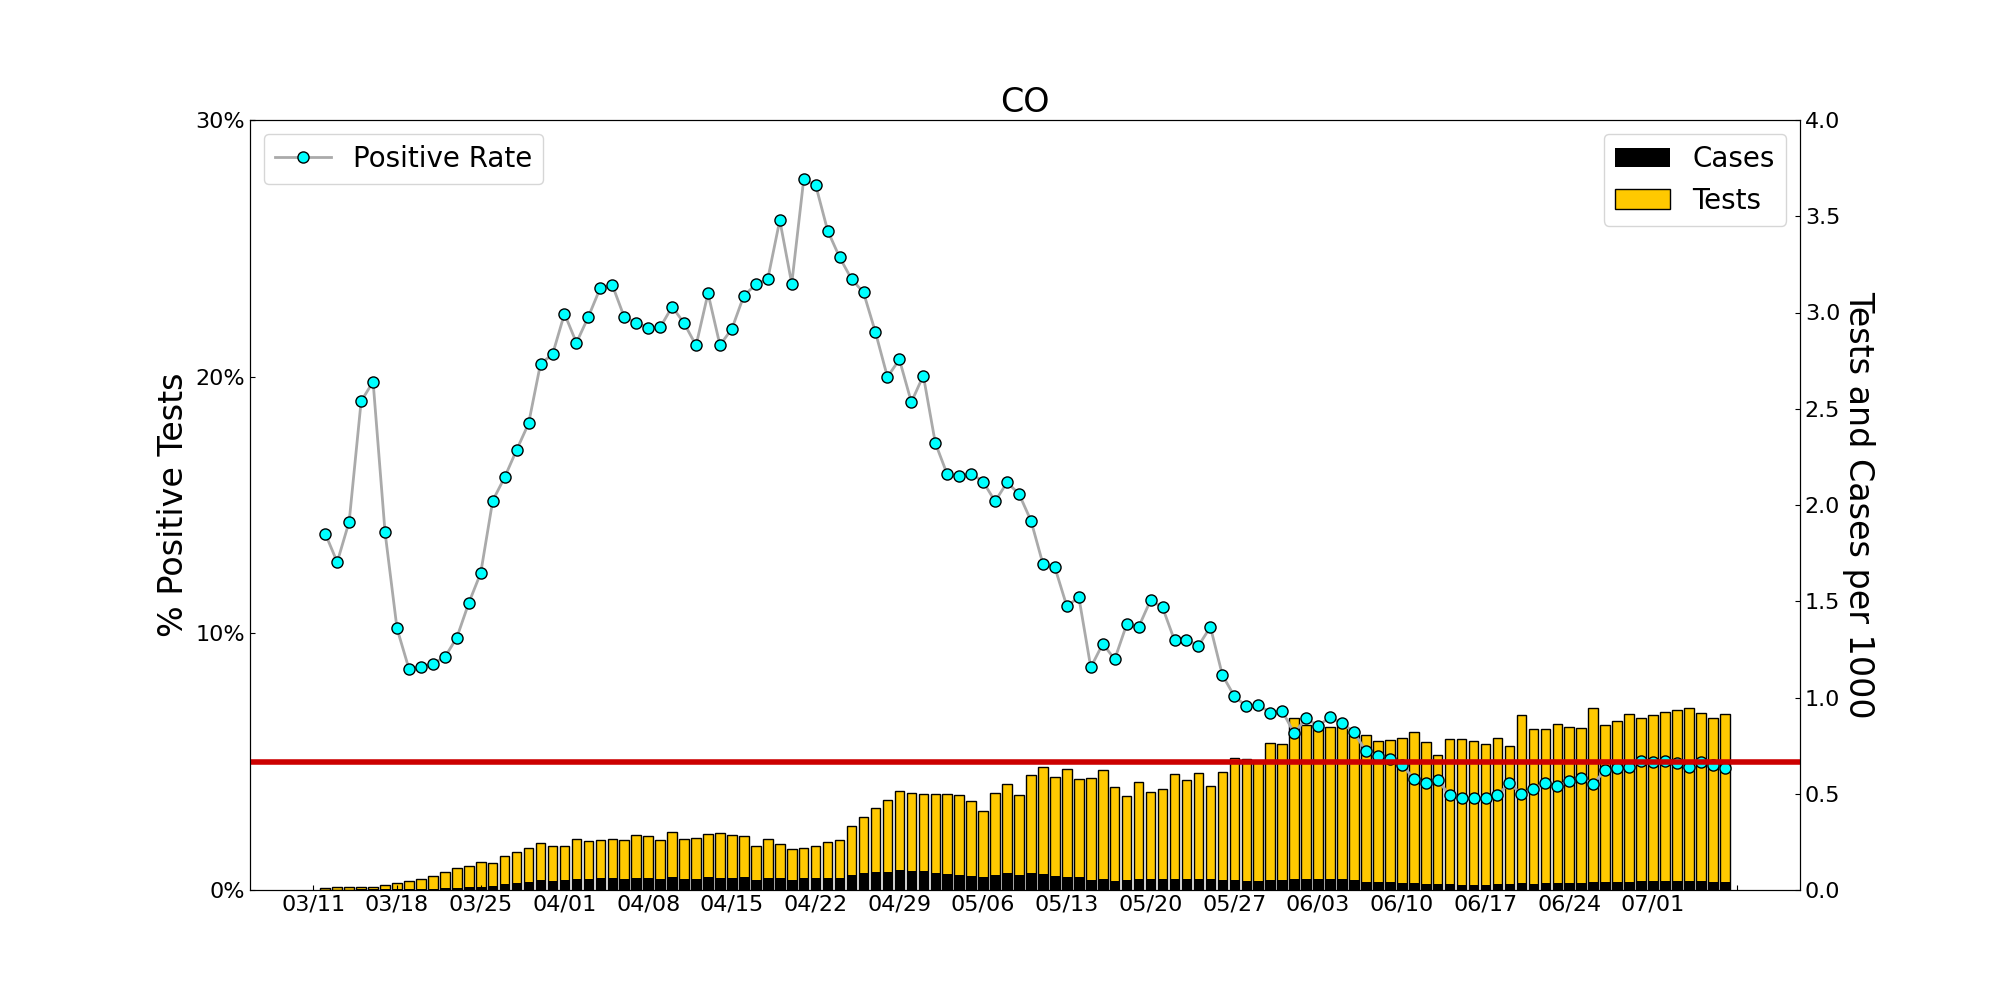 CO
Positive Rate
Cases
Tests
% Positive Tests
30%
20%
10%
0%
4.0
3.5
3.0
2.5
2.0
1.5
1.0
0.5
0.0
Tests and Cases per 1000
03/11 03/18 03/25 04/01 04/08 04/15 04/22 04/29 05/06 05/13 05/20 05/27 06/03 06/10 06/17 06/24 07/01